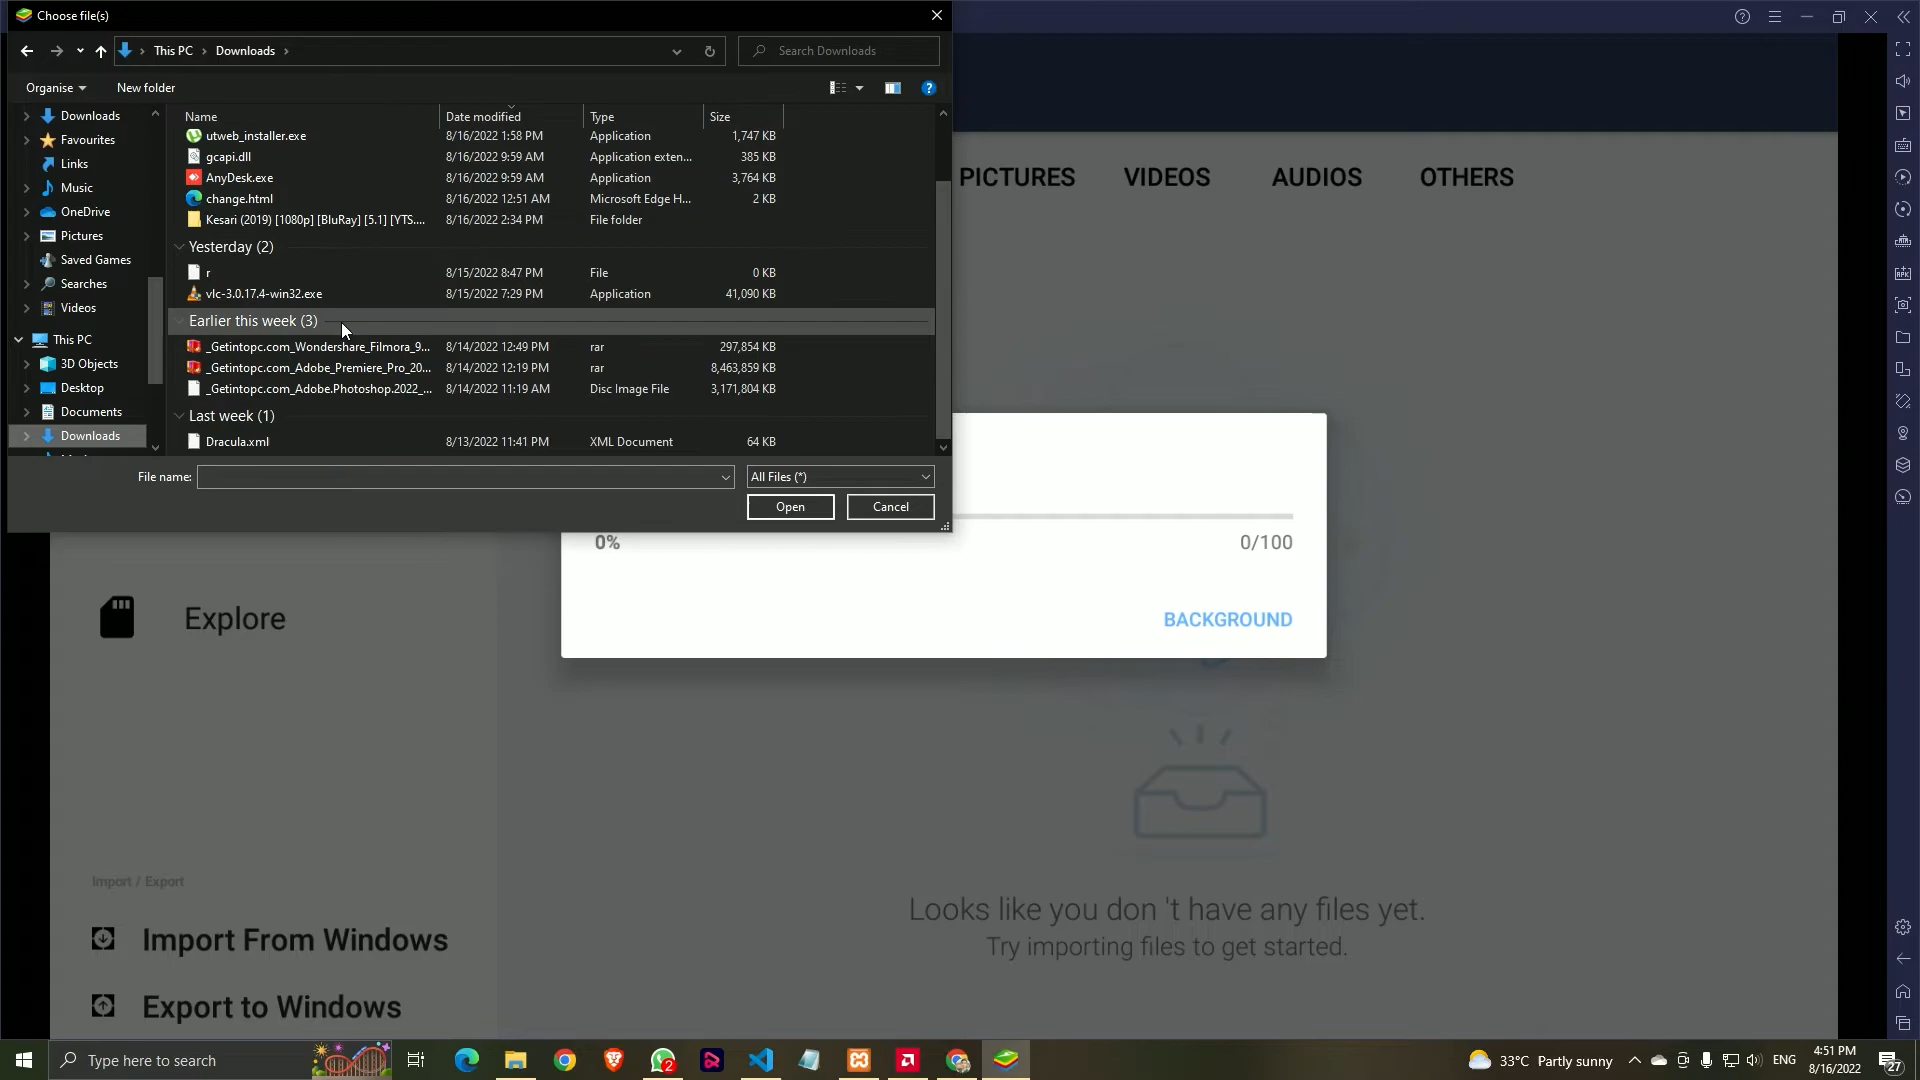 Choose file(s)
This PC
Downloads
Search Downloads
Organise
New folder
Downloads
Favourites
Links
Music
OneDrive
Pictures
Saved Games
Searches
Videos
This PC
3D Objects
Desktop
Documents
Downloads
Name
Date modified
Type
Size
utweb_installer.exe 8/16/2022 1:58 PM Application 1,747 KB
gcapi.dll 8/16/2022 9:59 AM Application exten... 385 KB
AnyDesk.exe 8/16/2022 9:59 AM Application 3,764 KB
change.html 8/16/2022 12:51 AM Microsoft Edge H... 2 KB
Kesari (2019) [1080p] [BluRay] [5.1] [YTS.... 8/16/2022 2:34 PM File folder
Yesterday (2)
r 8/15/2022 8:47 PM File 0 KB
vlc-3.0.17.4-win32.exe 8/15/2022 7:29 PM Application 41,090 KB
Earlier this week (3)
_Getintopc.com_Wondershare_Filmora_9... 8/14/2022 12:49 PM rar 297,854 KB
_Getintopc.com_Adobe_Premiere_Pro_20... 8/14/2022 12:19 PM rar 8,463,859 KB
_Getintopc.com_Adobe.Photoshop.2022_... 8/14/2022 11:19 AM Disc Image File 3,171,804 KB
Last week (1)
Dracula.xml 8/13/2022 11:41 PM XML Document 64 KB
File name:
All Files (*)
Open
Cancel
PICTURES
VIDEOS
AUDIOS
OTHERS
0%
0/100
BACKGROUND
Explore
Import / Export
Import From Windows
Export to Windows
Looks like you don 't have any files yet.
Try importing files to get started.
APK
Type here to search
2
33°C Partly sunny
ENG
4:51 PM
8/16/2022
27